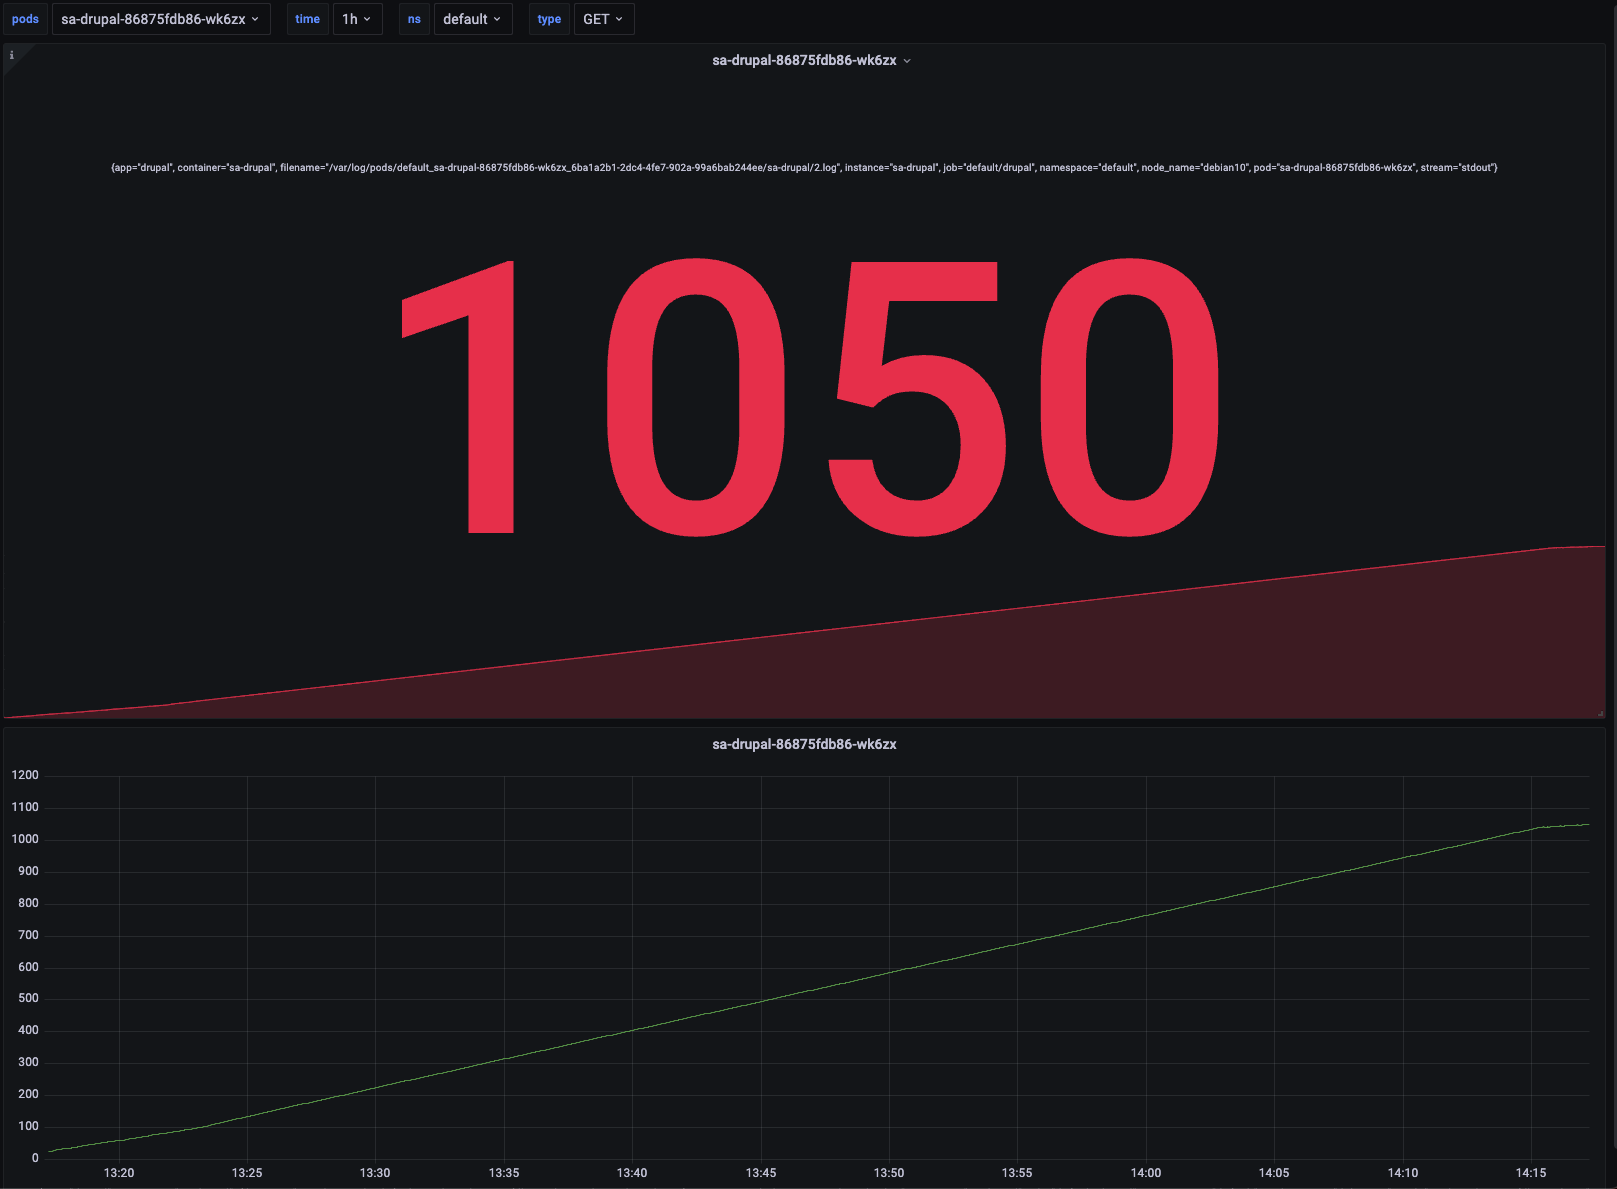 pods sa-drupal-86875fdb86-wk6zx time 1h ns default type GET
i
sa-drupal-86875fdb86-wk6zx
{app="drupal", container="sa-drupal", filename="/var/log/pods/default_sa-drupal-86875fdb86-wk6zx_6ba1a2b1-2dc4-4fe7-902a-99a6bab244ee/sa-drupal/2.log", instance="sa-drupal", job="default/drupal", namespace="default", node_name="debian10", pod="sa-drupal-86875fdb86-wk6zx", stream="stdout"}
1050
sa-drupal-86875fdb86-wk6zx
1200
1100
1000
900
800
700
600
500
400
300
200
100
0
13:20 13:25 13:30 13:35 13:40 13:45 13:50 13:55 14:00 14:05 14:10 14:15